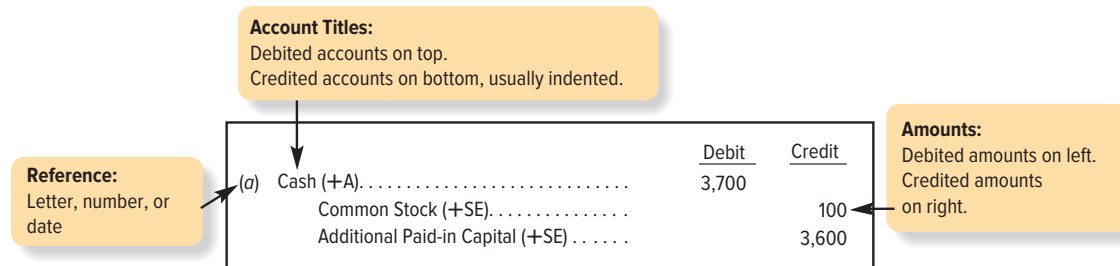 Account Titles:
Debited accounts on top.
Credited accounts on bottom, usually indented.
Reference:
Letter, number, or
date
Debit Credit
(a) Cash (+A). . . . . . . . . . . . . . . . . . . . . . . . . . . . 3,700
Common Stock (+SE). . . . . . . . . . . . . . . 100
Additional Paid-in Capital (+SE) . . . . . . 3,600
Amounts:
Debited amounts on left.
Credited amounts
on right.